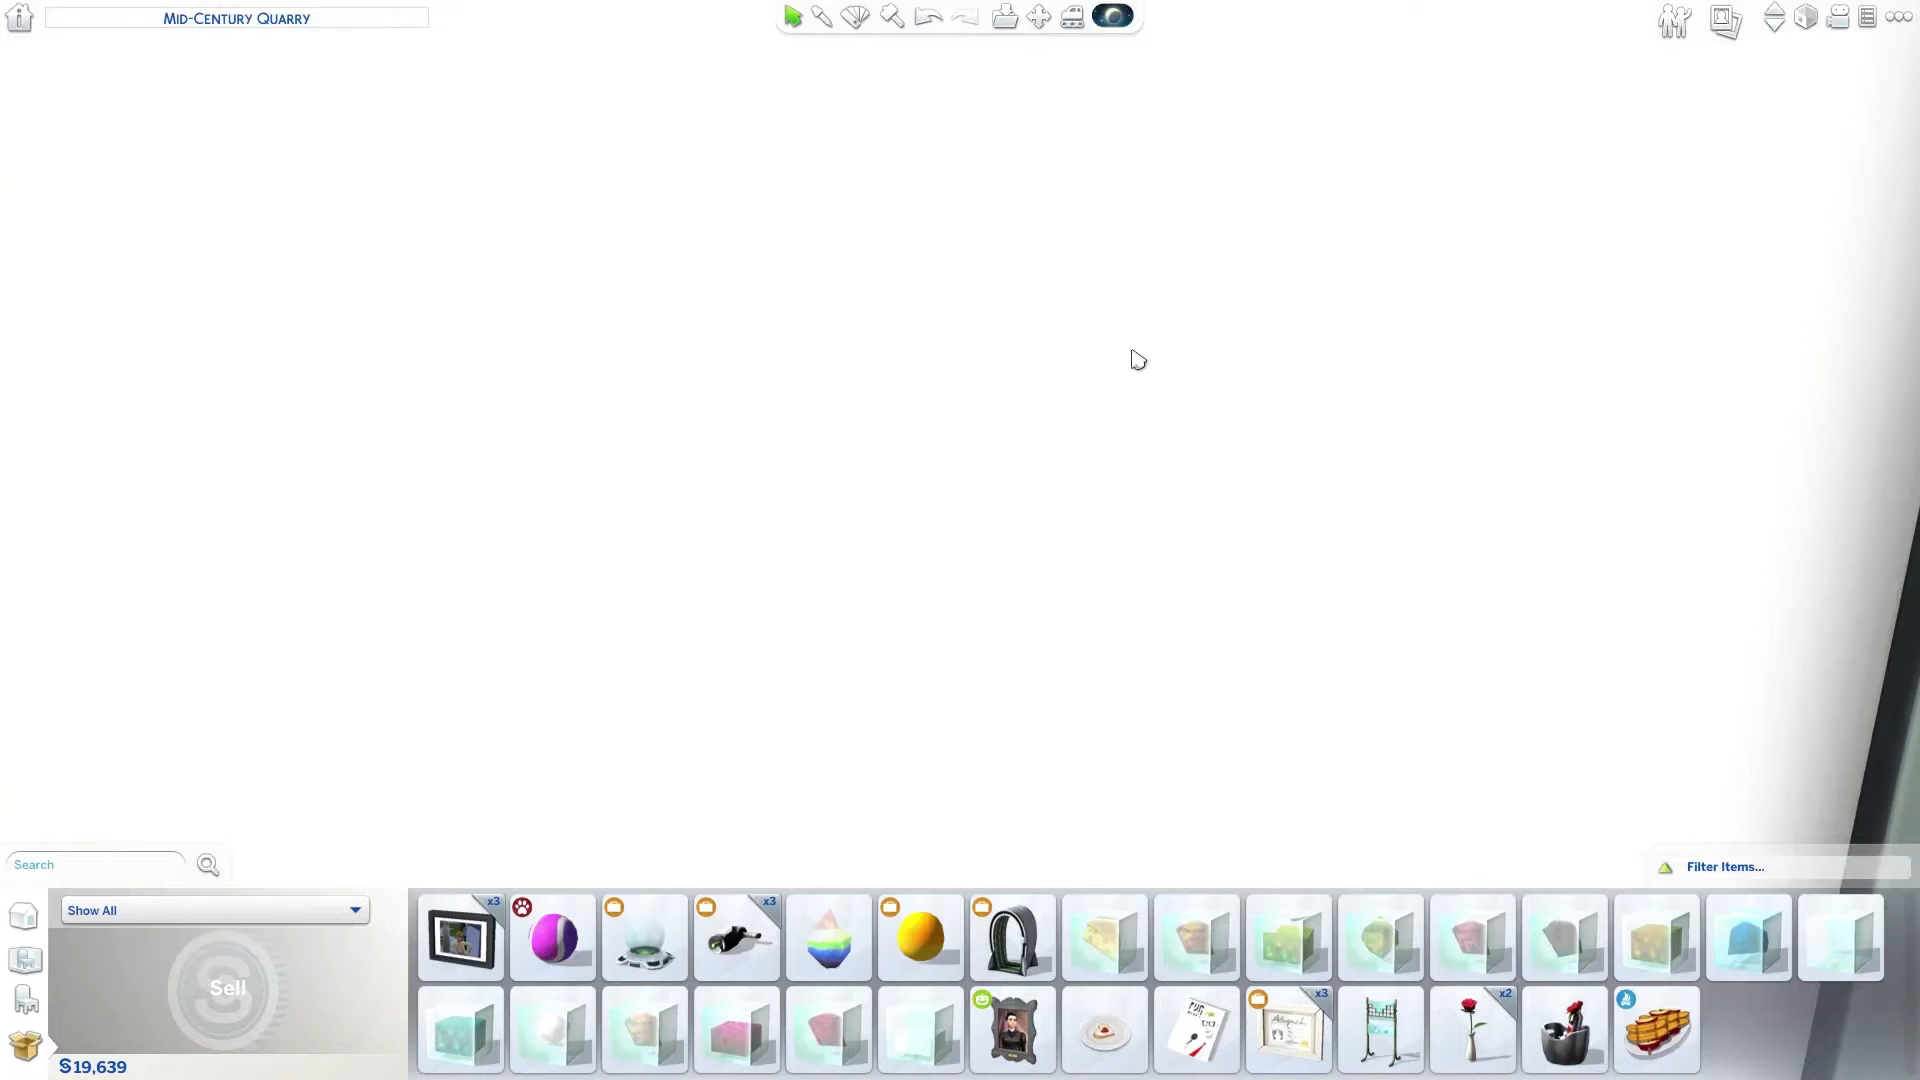 MID-CENTURY QUARRY
Search
Filter Items...
Show All
Sell
§19,639
x3
x3
x3
x2